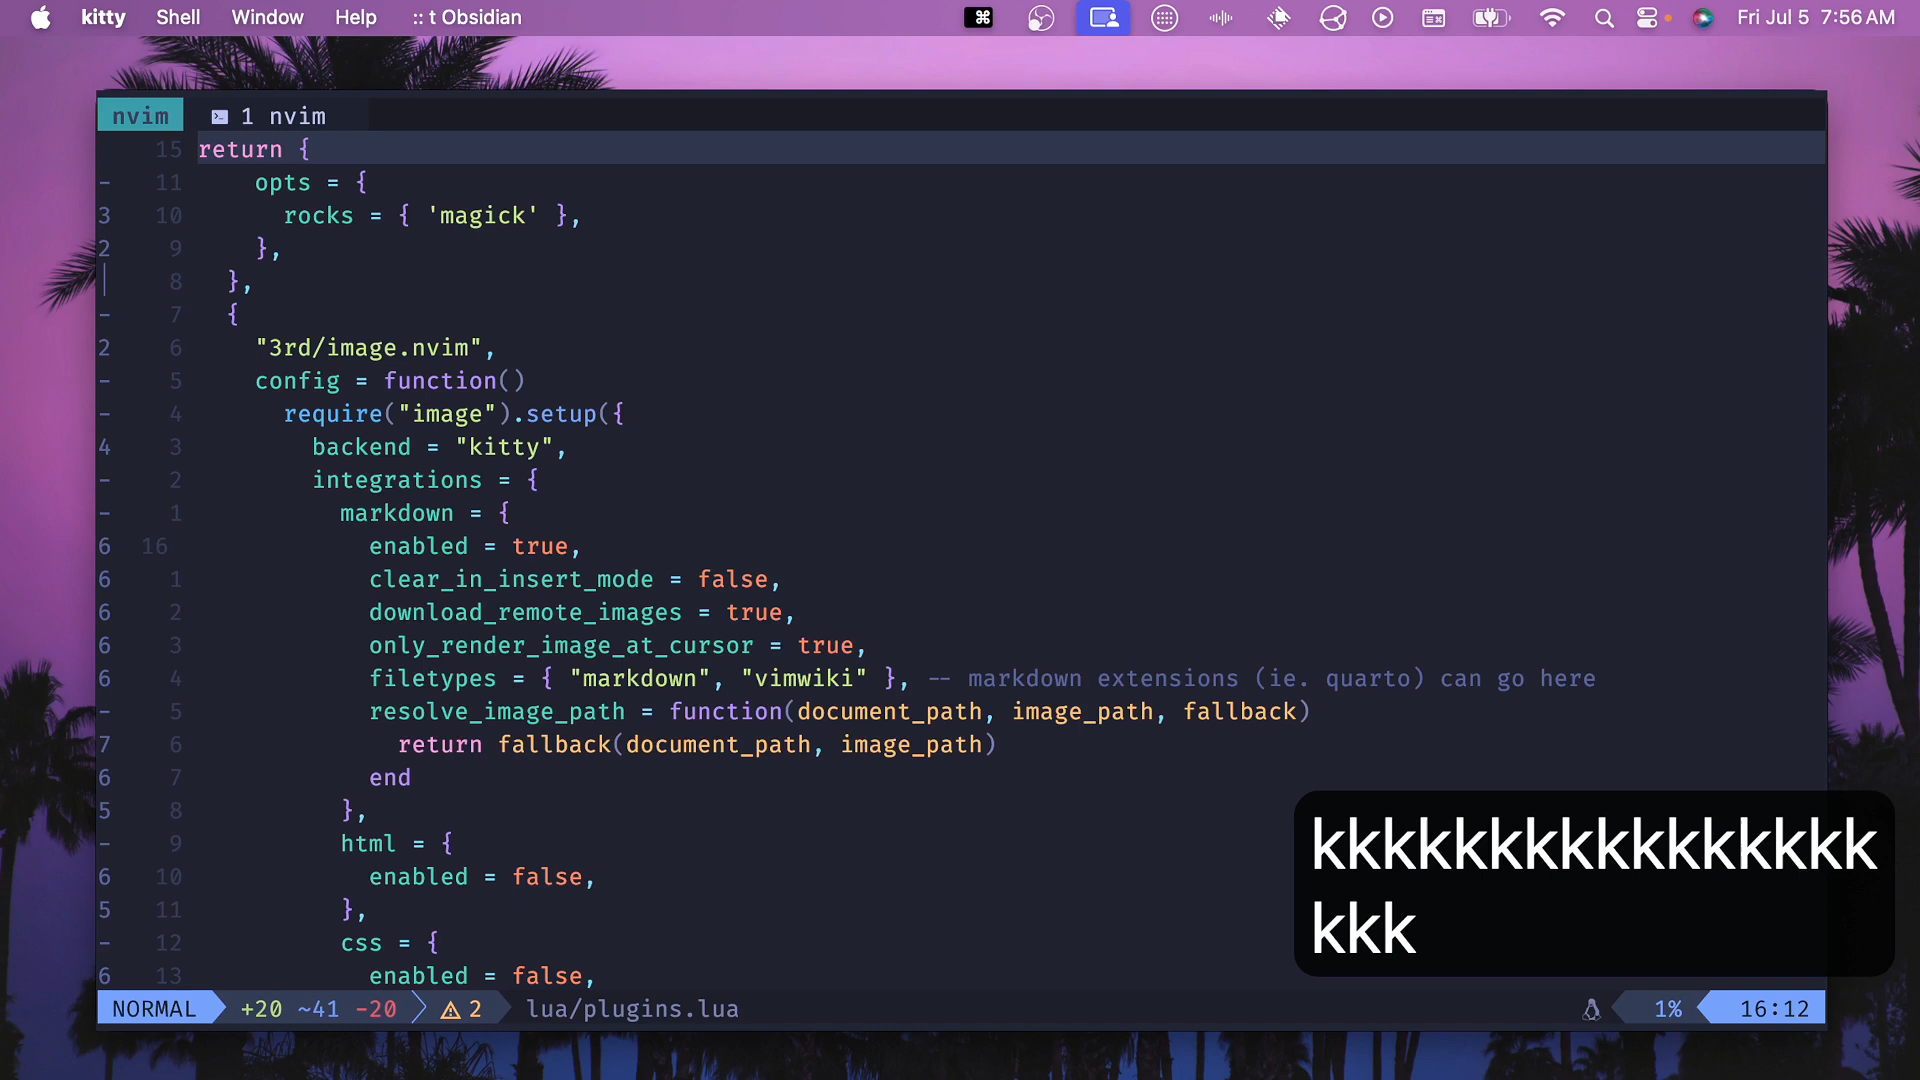 kitty Shell Window Help :: t Obsidian Fri Jul 5 7:56 AM
nvim 1 nvim
15 return {
- 11 opts = {
3 10 rocks = { 'magick' },
2 9 },
8 },
- 7 {
2 6 "3rd/image.nvim",
- 5 config = function()
- 4 require("image").setup({
4 3 backend = "kitty",
- 2 integrations = {
- 1 markdown = {
6 16 enabled = true,
6 1 clear_in_insert_mode = false,
6 2 download_remote_images = true,
6 3 only_render_image_at_cursor = true,
6 4 filetypes = { "markdown", "vimwiki" }, -- markdown extensions (ie. quarto) can go here
- 5 resolve_image_path = function(document_path, image_path, fallback)
7 6 return fallback(document_path, image_path)
6 7 end
5 8 },
- 9 html = {
6 10 enabled = false,
5 11 },
- 12 css = {
6 13 enabled = false,
kkkkkkkkkkkkkkkk
kkk
NORMAL +20 ~41 -20 2 lua/plugins.lua 1% 16:12